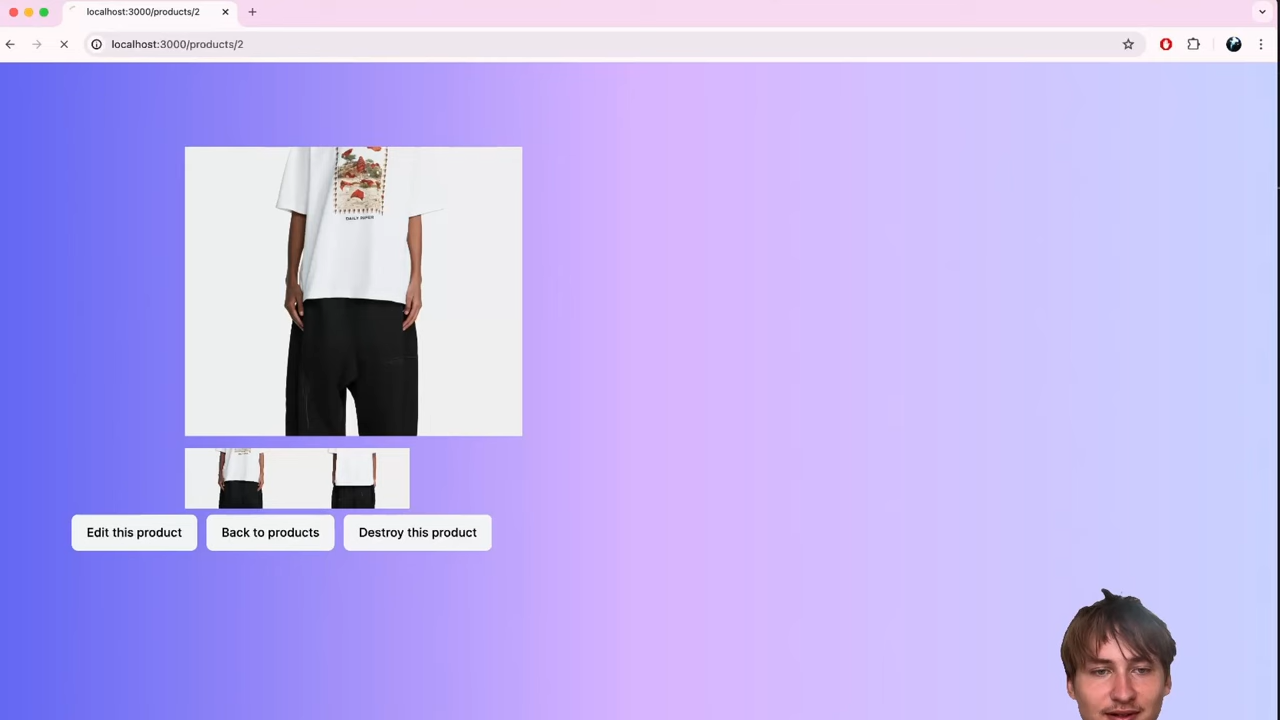 localhost:3000/products/2
localhost:3000/products/2
Edit this product
Back to products
Destroy this product